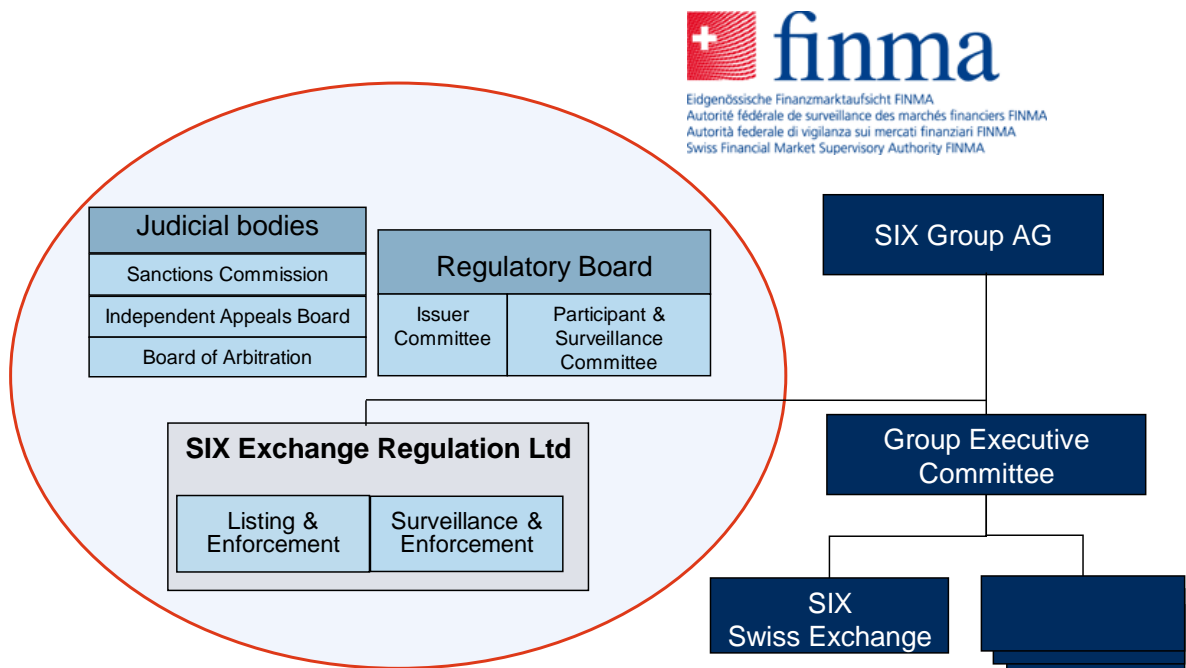 finma
Eidgenössische Finanzmarktaufsicht FINMA
Autorité fédérale de surveillance des marchés financiers FINMA
Autorità federale di vigilanza sui mercati finanziari FINMA
Swiss Financial Market Supervisory Authority FINMA
Judicial bodies
Sanctions Commission
Independent Appeals Board
Board of Arbitration
Regulatory Board
Issuer
Committee
Participant &
Surveillance
Committee
SIX Group AG
SIX Exchange Regulation Ltd
Listing &
Enforcement
Surveillance &
Enforcement
Group Executive
Committee
SIX
Swiss Exchange